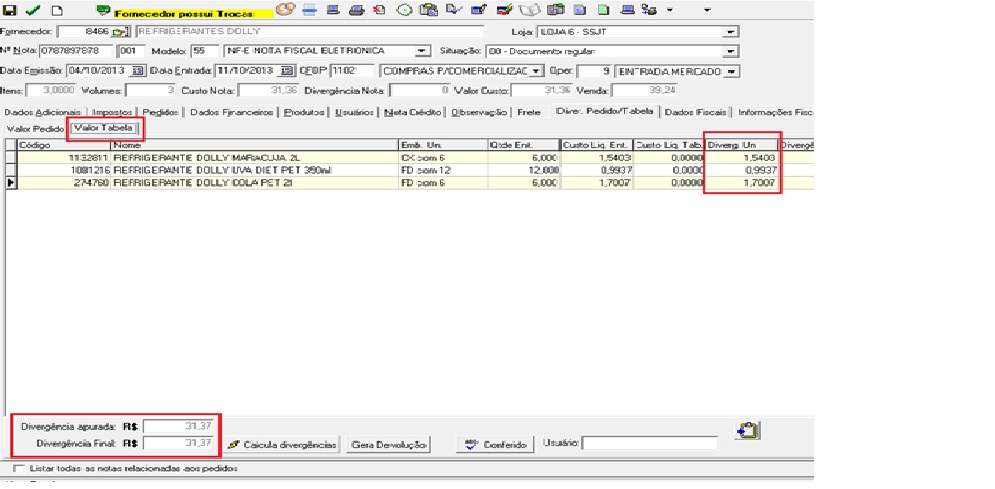 Fornecedor possui Trocas
Fornecedor: 8466 REFRIGERANTES DOLLY Loja: LOJA 6 - SSJT
Nº Nota: 0787897878 001 Modelo: 55 NF-E (NOTA FISCAL ELETRONICA Situação: 00 - Documento regular
Data Emissão: 04/10/2013 Data Entrada: 11/10/2013 CFOP: 1102 COMPRAS P/COMERCIALIZAC Oper: 9 ENTRADA MERCADO
Itens: 3,0000 Volumes: 3 Custo Nota: 31,36 Divergência Nota: 0 Valor Custo: 31,36 Venda: 39,24
Dados Adicionais Impostos Pedidos Dados Financeiros Produtos Usuários Nota Crédito Observação Frete Diver. Pedido/Tabela Dados Fiscais Informações Fisc
Valor Pedido Valor Tabela
Código Nome Emb. Un. Qtde Ent. Custo Liq. Ent. Custo Liq. Tab. Diverg. Un Divergê
1132811 REFRIGERANTE DOLLY MARACUJA 2L CX com 6 6,000 1,5403 0,0000 1,5403
1081216 REFRIGERANTE DOLLY UVA DIET PET 350ml FD com 12 12,000 0,9937 0,0000 0,9937
274760 REFRIGERANTE DOLLY COLA PET 2l FD com 6 6,000 1,7007 0,0000 1,7007
Divergência apurada: R$ 31,37
Divergência Final: R$ 31,37 Calcula divergências Gera Devolução Conferido Usuário:
Listar todas as notas relacionadas aos pedidos